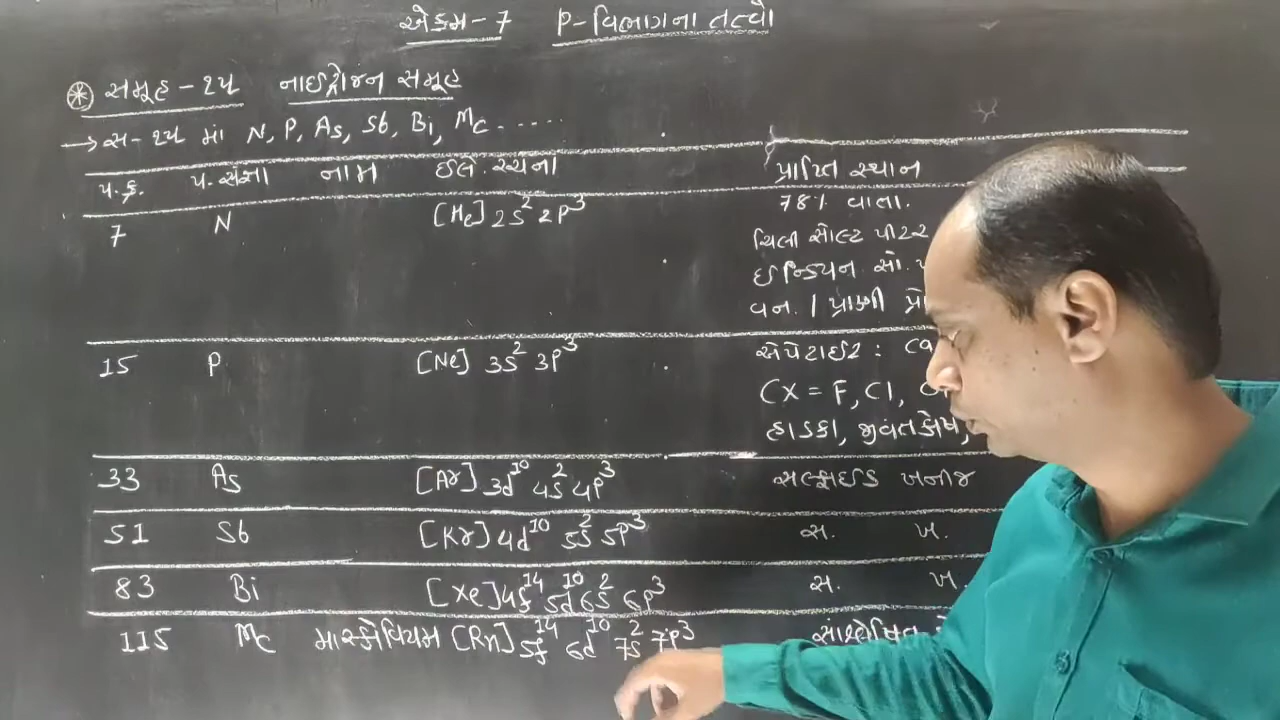 એકમ-7 P-વિભાગના તત્વો
સમૂહ-૧૫ નાઈટ્રોજન સમૂહ
→ સ-૧૫ માં N, P, As, Sb, Bi, Mc.....
પ.ક્ર. પ.સંજ્ઞા નામ ઈલે.રચના પ્રાપ્તિ સ્થાન
7 N [He] 2s² 2p³ 78% વાતા.
ચિલી સૉલ્ટ પીટર
ઈન્ડિયન સૉ.
વન. / પ્રાણી
15 P [Ne] 3s² 3p³ એપેટાઈટ :
CX = F, Cl,
હાડકા, જીવંતકોષ,
33 As [Ar] 3d¹⁰ 4s² 4p³ સલ્ફાઈડ ખનીજ
51 Sb [Kr] 4d¹⁰ 5s² 5p³ સ. ખ.
83 Bi [Xe] 4f¹⁴ 5d¹⁰ 6s² 6p³ સ. ખ.
115 Mc માસ્કોવિયમ [Rn] 5f¹⁴ 6d¹⁰ 7s² 7p³ સાંશ્લેષિત